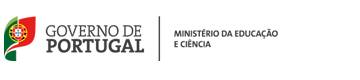 GOVERNO DE
PORTUGAL
MINISTÉRIO DA EDUCAÇÃO
E CIÊNCIA